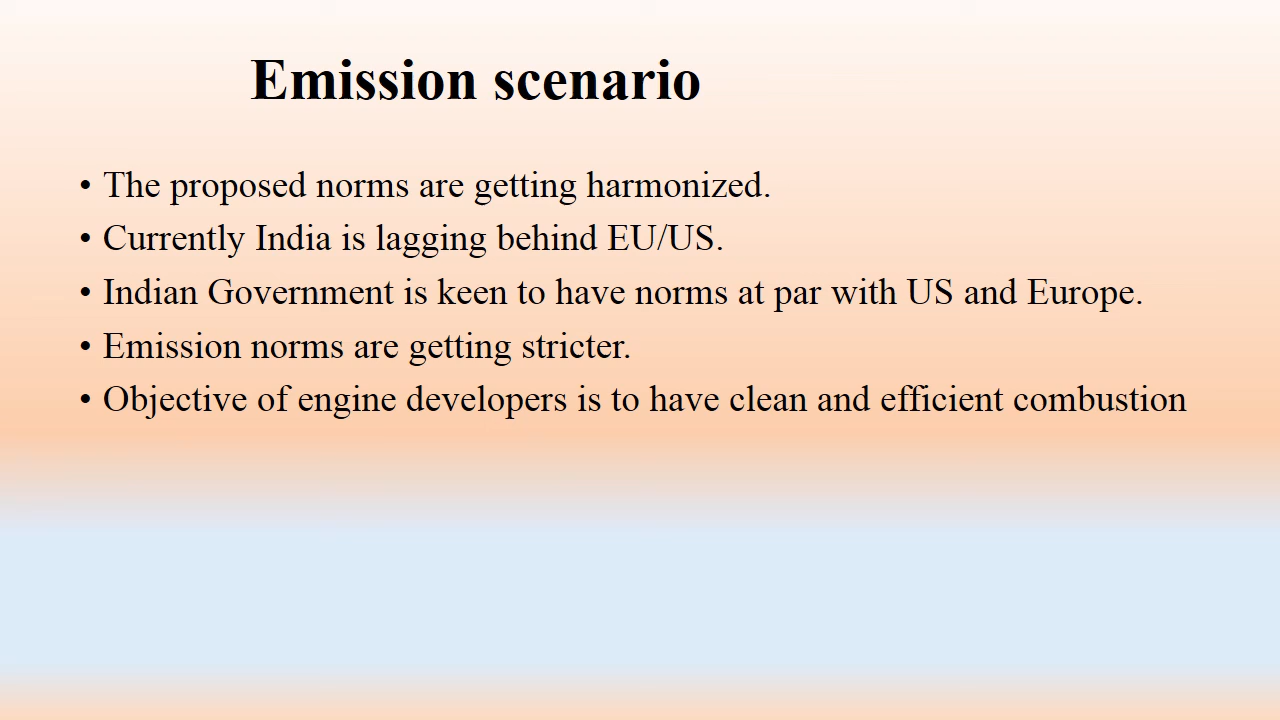 Emission scenario
• The proposed norms are getting harmonized.
• Currently India is lagging behind EU/US.
• Indian Government is keen to have norms at par with US and Europe.
• Emission norms are getting stricter.
• Objective of engine developers is to have clean and efficient combustion